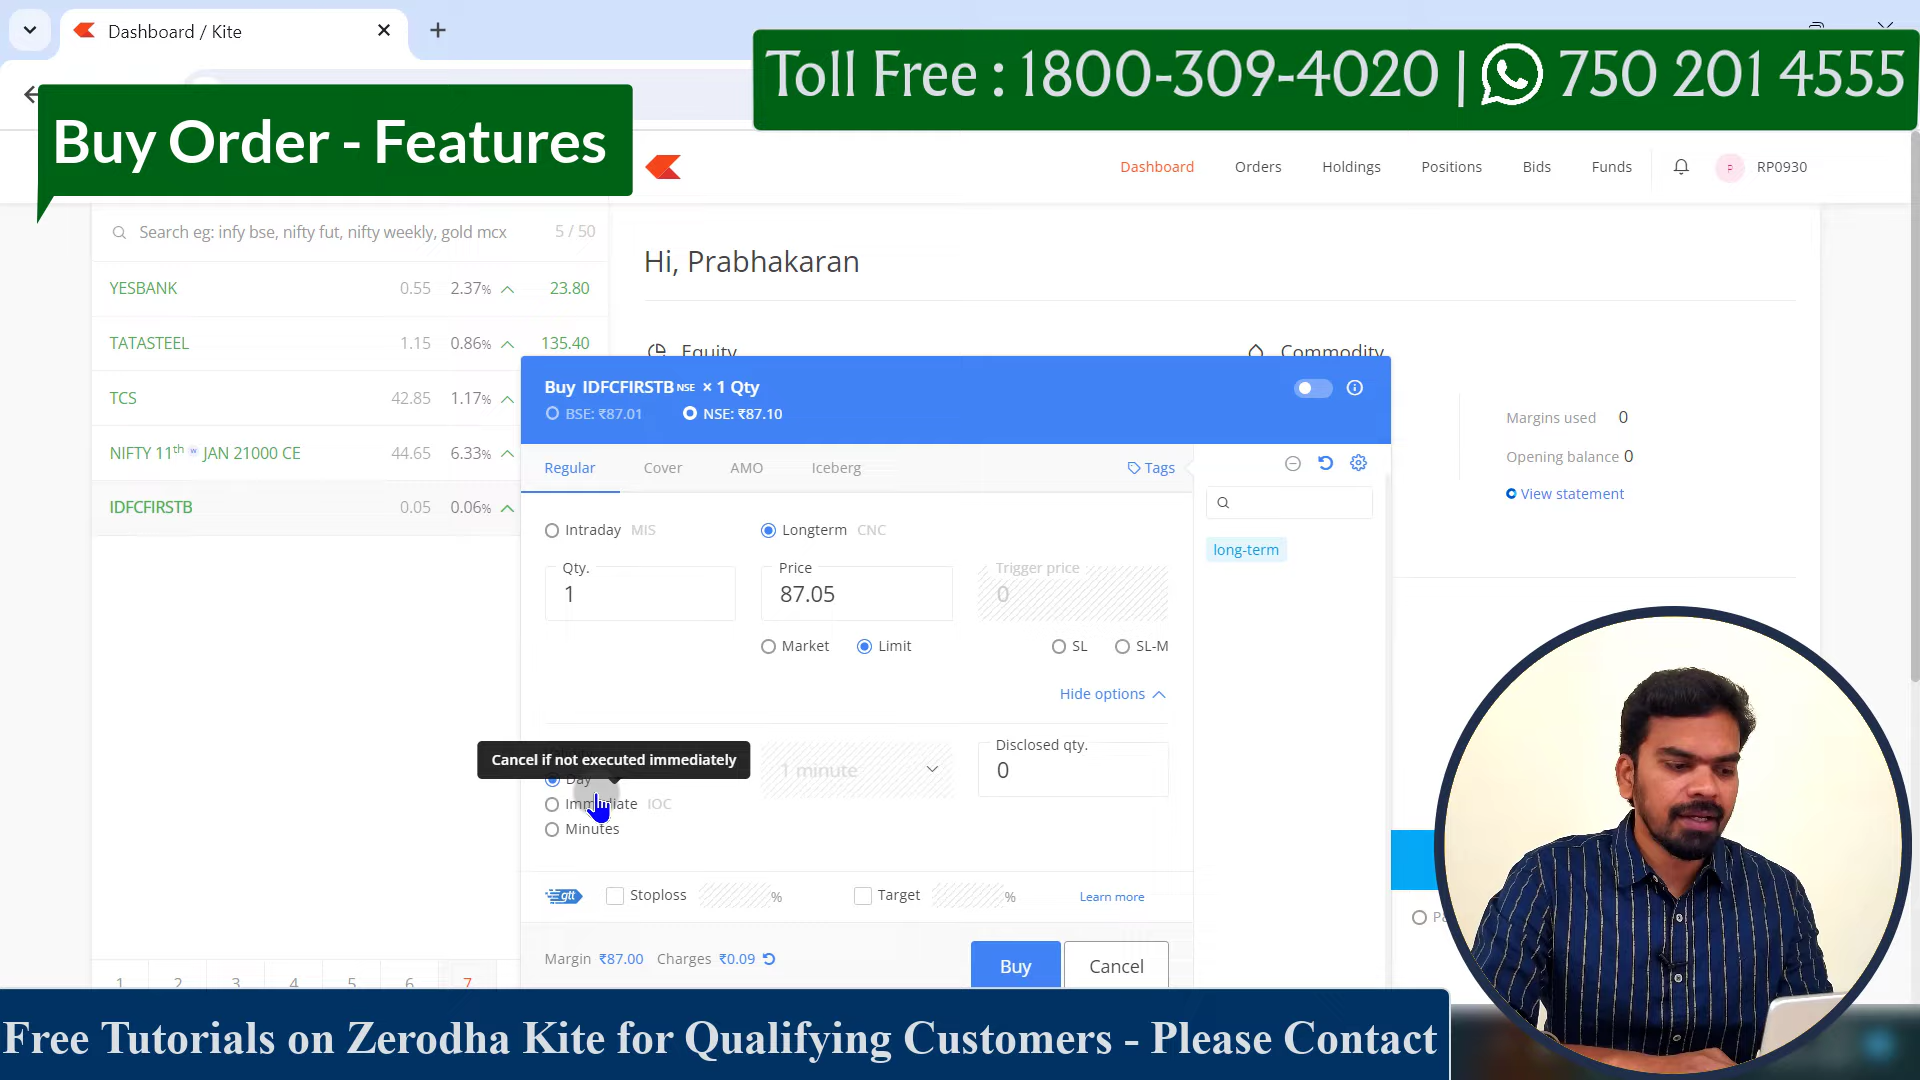 Dashboard / Kite
Toll Free : 1800-309-4020 | 750 201 4555
Buy Order - Features
Dashboard
Orders
Holdings
Positions
Bids
Funds
P
RP0930
Search eg: infy bse, nifty fut, nifty weekly, gold mcx
5 / 50
YESBANK 0.55 2.37% 23.80
TATASTEEL 1.15 0.86% 135.40
TCS 42.85 1.17%
NIFTY 11th w JAN 21000 CE 44.65 6.33%
IDFCFIRSTB 0.05 0.06%
Hi, Prabhakaran
Equity
Commodity
Margins used 0
Opening balance 0
View statement
Buy IDFCFIRSTB NSE × 1 Qty
BSE: ₹87.01 NSE: ₹87.10
Regular Cover AMO Iceberg Tags
long-term
Intraday MIS Longterm CNC
Qty. Price Trigger price
1 87.05 0
Market Limit SL SL-M
Hide options
Cancel if not executed immediately
Day
Immediate IOC
Minutes
1 minute
Disclosed qty.
0
gtt Stoploss % Target % Learn more
Margin ₹87.00 Charges ₹0.09
Buy Cancel
1 2 3 4 5 6 7
Free Tutorials on Zerodha Kite for Qualifying Customers - Please Contact